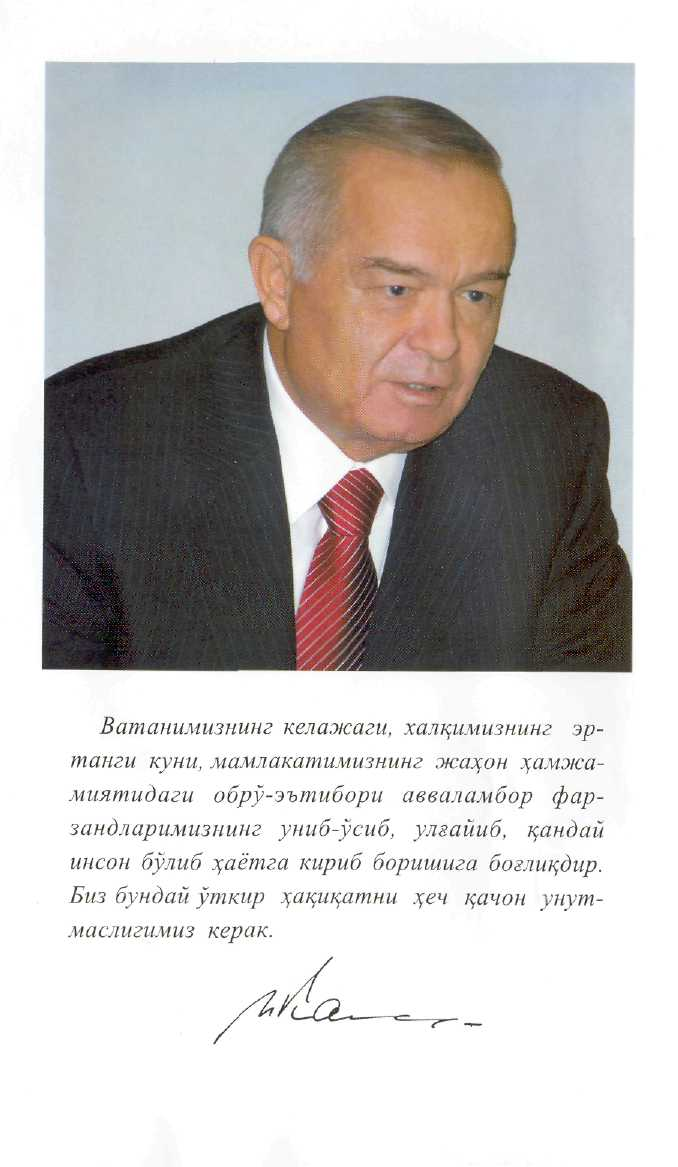 Ватанимизнинг келажаги, халқимизнинг эр-
танги куни, мамлакатимизнинг жаҳон ҳамжа-
миятидаги обрў-эътибори авваламбор фар-
зандларимизнинг униб-ўсиб, улғайиб, қандай
инсон бўлиб ҳаётга кириб боришига боғлиқдир.
Биз бундай ўткир ҳақиқатни ҳеч қачон унут-
маслигимиз керак.